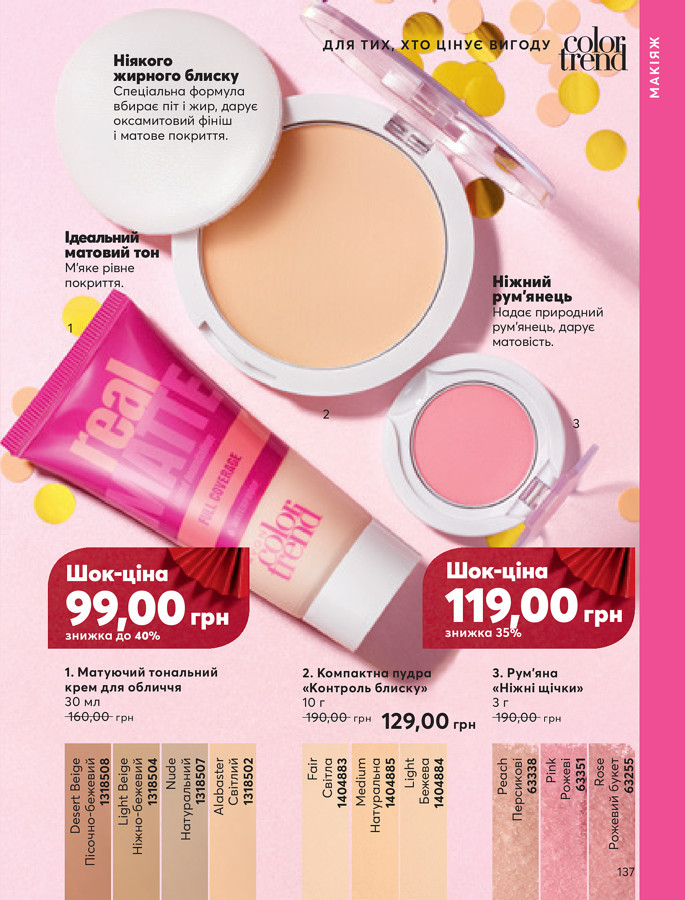 ДЛЯ ТИХ, ХТО ЦІНУЄ ВИГОДУ
color
trend
МАКІЯЖ
Ніякого
жирного блиску
Спеціальна формула
вбирає піт і жир, дарує
оксамитовий фініш
і матове покриття.
Ідеальний
матовий тон
М'яке рівне
покриття.
Ніжний
рум'янець
Надає природний
рум'янець, дарує
матовість.
1
2
3
real
MATTE
FULL COVERAGE
AVON
color
trend
Шок-ціна
99,00 грн
знижка до 40%
Шок-ціна
119,00 грн
знижка 35%
1. Матуючий тональний
крем для обличчя
30 мл
160,00 грн
2. Компактна пудра
«Контроль блиску»
10 г
190,00 грн 129,00 грн
3. Рум'яна
«Ніжні щічки»
3 г
190,00 грн
Desert Beige
Пісочно-бежевий
1318508
Light Beige
Ніжно-бежевий
1318504
Nude
Натуральний
1318507
Alabaster
Світлий
1318502
Fair
Світла
1404883
Medium
Натуральна
1404885
Light
Бежева
1404884
Peach
Персикові
63338
Pink
Рожеві
63351
Rose
Рожевий букет
63255
137